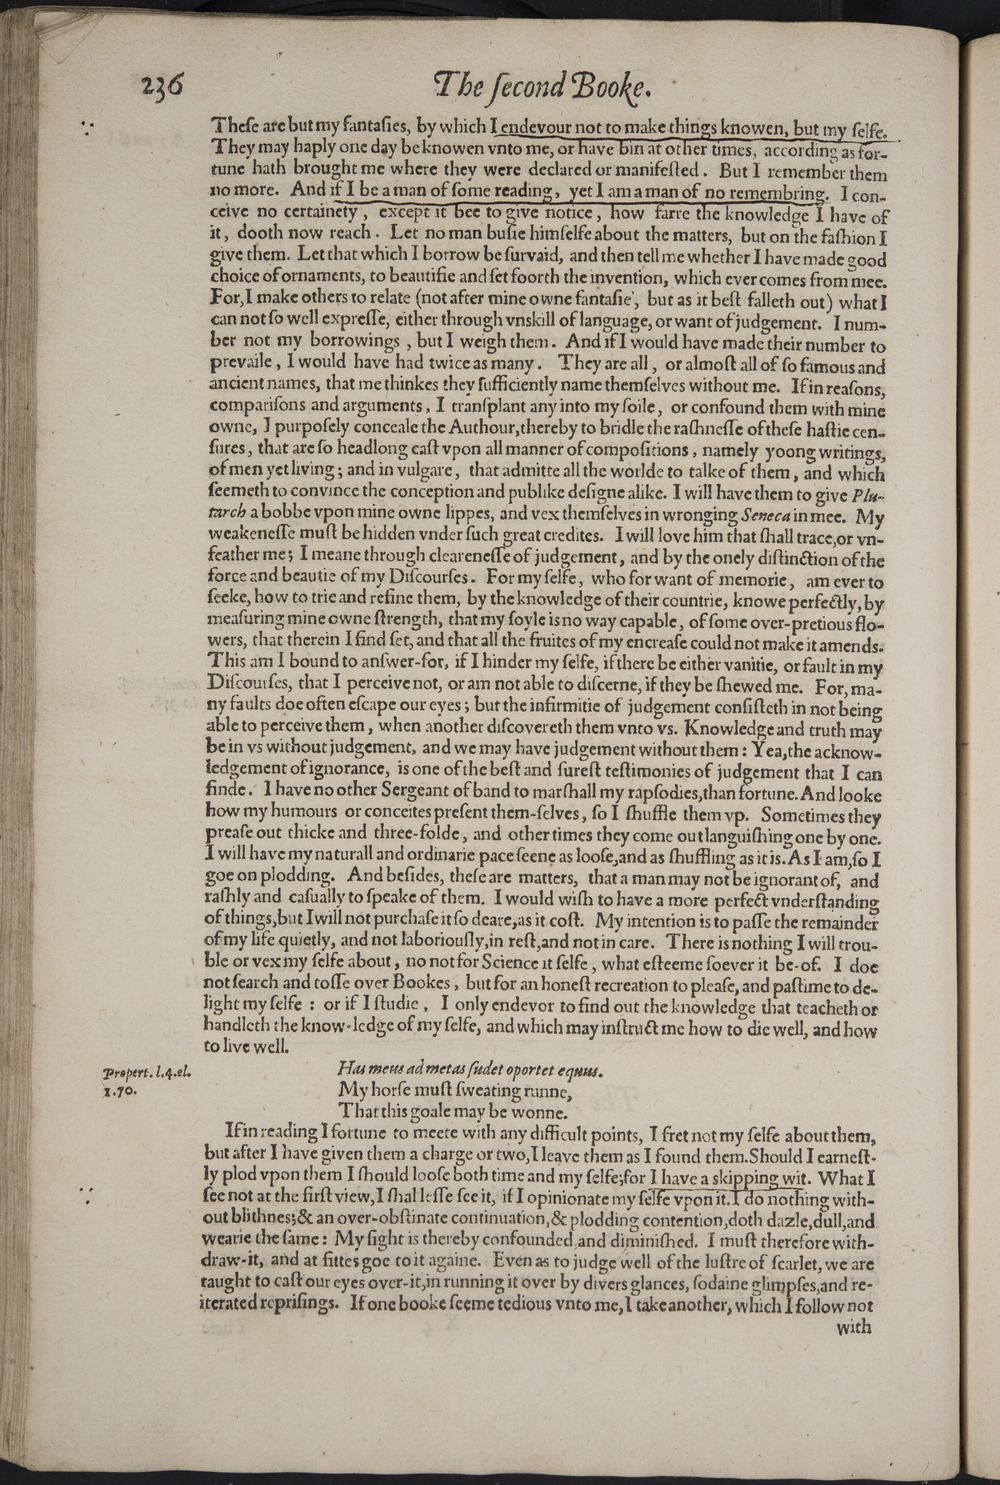 236
The ſecond Booke.
Theſe are but my fantaſies, by which I endevour not to make things knowen, but my ſelfe.
They may haply one day be knowen vnto me, or have bin at other times, according as for-
tune hath brought me where they were declared or manifeſted. But I remember them
no more. And if I be a man of ſome reading, yet I am a man of no remembring. I con-
ceive no certainety, except it bee to give notice, how farre the knowledge I have of
it, dooth now reach. Let no man buſie himſelfe about the matters, but on the faſhion I
give them. Let that which I borrow be ſurvaid, and then tell me whether I have made good
choice of ornaments, to beautifie and ſet foorth the invention, which ever comes from mee.
For, I make others to relate (not after mine owne fantaſie, but as it beſt falleth out) what I
can not ſo well expreſſe, either through vnskill of language, or want of judgement. I num-
ber not my borrowings, but I weigh them. And if I would have made their number to
prevaile, I would have had twice as many. They are all, or almoſt all of ſo famous and
ancient names, that me thinkes they ſufficiently name themſelves without me. If in reaſons,
compariſons and arguments, I tranſplant any into my ſoile, or confound them with mine
owne, I purpoſely conceale the Authour, thereby to bridle the raſhneſſe of theſe haſtie cen-
ſures, that are ſo headlong caſt vpon all manner of compoſitions, namely yoong writings,
of men yet living; and in vulgare, that admitte all the worlde to talke of them, and which
ſeemeth to convince the conception and publike deſigne alike. I will have them to give Plu-
tarch a bobbe vpon mine owne lippes, and vex themſelves in wronging Seneca in mee. My
weakeneſſe muſt be hidden vnder ſuch great credites. I will love him that ſhall trace, or vn-
feather me; I meane through cleareneſſe of judgement, and by the onely diſtinction of the
force and beautie of my Diſcourſes. For my ſelfe, who for want of memorie, am ever to
ſeeke, how to trie and refine them, by the knowledge of their countrie, knowe perfectly, by
meaſuring mine owne ſtrength, that my ſoyle is no way capable, of ſome over-pretious flo-
wers, that therein I find ſet, and that all the fruites of my encreaſe could not make it amends.
This am I bound to anſwer-for, if I hinder my ſelfe, if there be either vanitie, or fault in my
Diſcourſes, that I perceive not, or am not able to diſcerne, if they be ſhewed me. For, ma-
ny faults doe often eſcape our eyes; but the infirmitie of judgement conſiſteth in not being
able to perceive them, when another diſcovereth them vnto vs. Knowledge and truth may
be in vs without judgement, and we may have judgement without them: Yea, the acknow-
ledgement of ignorance, is one of the beſt and ſureſt teſtimonies of judgement that I can
finde. I have no other Sergeant of band to marſhall my rapſodies, than fortune. And looke
how my humours or conceites preſent them-ſelves, ſo I ſhuffle them vp. Sometimes they
preaſe out thicke and three-folde, and other times they come out languiſhing one by one.
I will have my naturall and ordinarie pace ſeene as looſe, and as ſhuffling as it is. As I am, ſo I
goe on plodding. And beſides, theſe are matters, that a man may not be ignorant of, and
raſhly and caſually to ſpeake of them. I would wiſh to have a more perfect vnderſtanding
of things, but I will not purchaſe it ſo deare, as it coſt. My intention is to paſſe the remainder
of my life quietly, and not laboriouſly, in reſt, and not in care. There is nothing I will trou-
ble or vex my ſelfe about, no not for Science it ſelfe, what eſteeme ſoever it be-of. I doe
not ſearch and toſſe over Bookes, but for an honeſt recreation to pleaſe, and paſtime to de-
light my ſelfe: or if I ſtudie, I only endevor to find out the knowledge that teacheth or
handleth the know-ledge of my ſelfe, and which may inſtruct me how to die well, and how
to live well.
Propert. l. 4. el.
1. 70.
Has meus ad metas ſudet oportet equus.
My horſe muſt ſweating runne,
That this goale may be wonne.
If in reading I fortune to meete with any difficult points, I fret not my ſelfe about them,
but after I have given them a charge or two, I leave them as I found them. Should I earneſt-
ly plod vpon them I ſhould looſe both time and my ſelfe; for I have a skipping wit. What I
ſee not at the firſt view, I ſhal leſſe ſee it, if I opinionate my ſelfe vpon it. I do nothing with-
out blithnes; & an over-obſtinate continuation, & plodding contention, doth dazle, dull, and
wearie the ſame: My ſight is thereby confounded and diminiſhed. I muſt therefore with-
draw-it, and at fittes goe to it againe. Even as to judge well of the luſtre of ſcarlet, we are
taught to caſt our eyes over-it, in running it over by divers glances, ſodaine glimpſes, and re-
iterated repriſings. If one booke ſeeme tedious vnto me, I take another, which I follow not
with